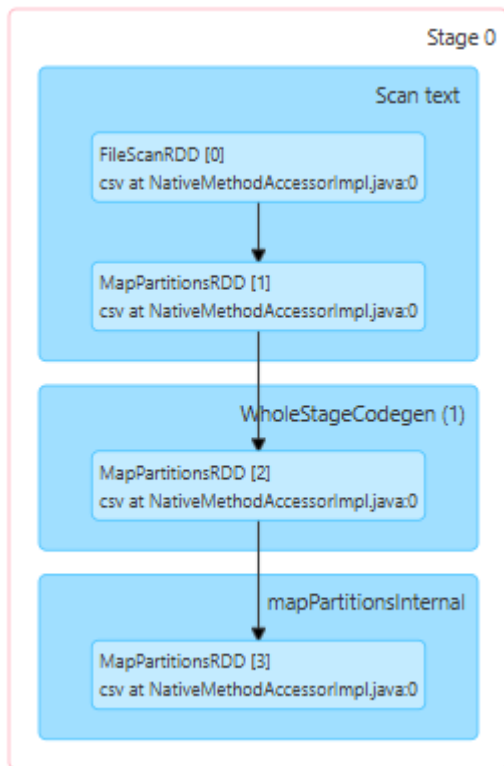 Stage 0
Scan text
FileScanRDD [0]
csv at NativeMethodAccessorImpl.java:0
MapPartitionsRDD [1]
csv at NativeMethodAccessorImpl.java:0
WholeStageCodegen (1)
MapPartitionsRDD [2]
csv at NativeMethodAccessorImpl.java:0
mapPartitionsInternal
MapPartitionsRDD [3]
csv at NativeMethodAccessorImpl.java:0